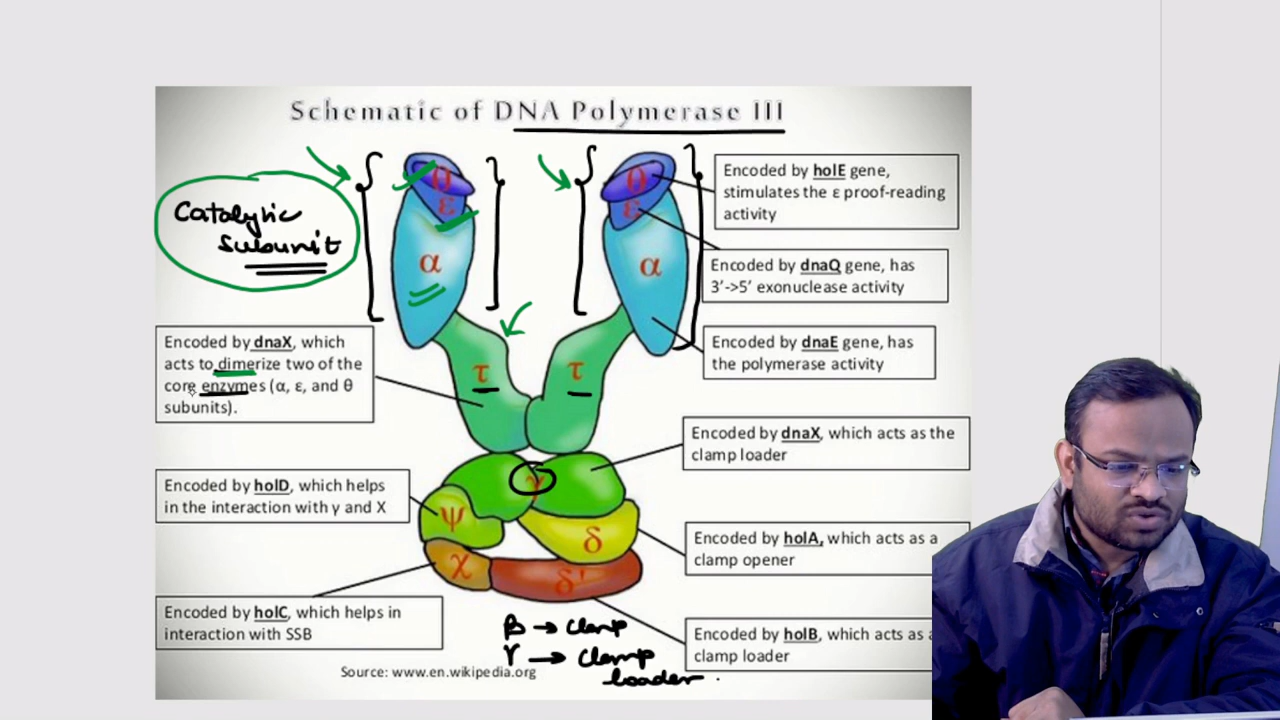 Schematic of DNA Polymerase III
θ
ε
α
θ
ε
α
Encoded by holE gene,
stimulates the ε proof-reading
activity
Catalytic
subunit
Encoded by dnaQ gene, has
3'->5' exonuclease activity
Encoded by dnaX, which
acts to dimerize two of the
core enzymes (α, ε, and θ
subunits).
τ
τ
Encoded by dnaE gene, has
the polymerase activity
Encoded by dnaX, which acts as the
clamp loader
Encoded by holD, which helps
in the interaction with γ and X
γ
ψ
δ
χ
δ'
Encoded by holA, which acts as a
clamp opener
Encoded by holC, which helps in
interaction with SSB
Encoded by holB, which acts as a
clamp loader
β → clamp
γ → clamp
loader
Source: www.en.wikipedia.org